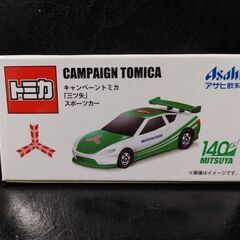 トミカ
CAMPAIGN TOMICA
キャンペーントミカ
「三ツ矢」
スポーツカー
Asahi
アサヒ飲料
140th
MITSUYA
※写真はイメージです。